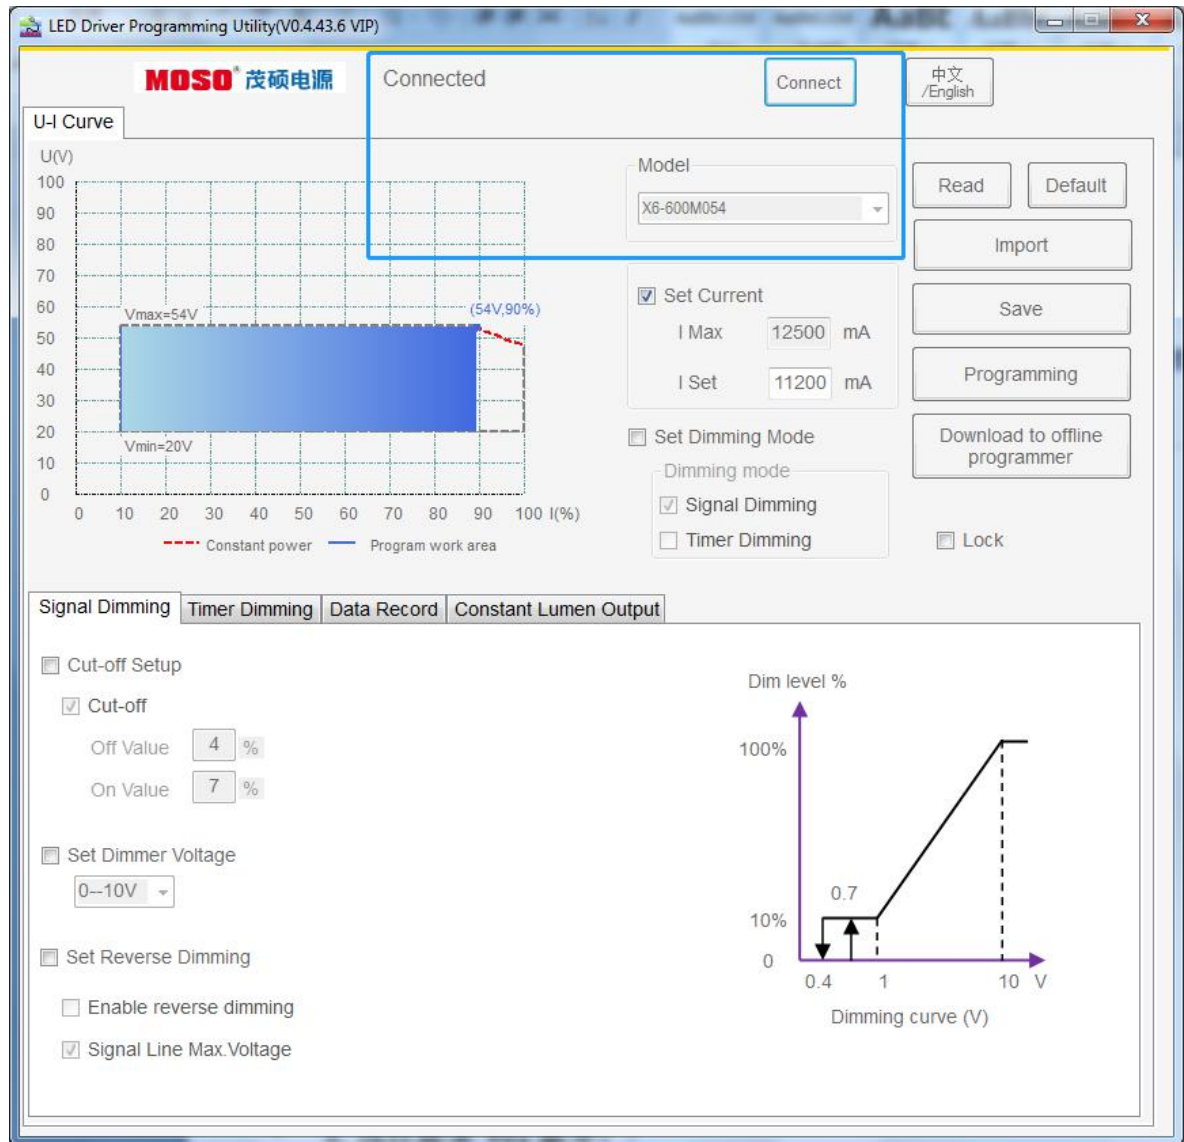 LED Driver Programming Utility(V0.4.43.6 VIP)
MOSO® 茂硕电源
Connected
Connect
中文
/English
U-I Curve
U(V)
100
90
80
70
60
50
40
30
20
10
0
Vmax=54V
(54V,90%)
Vmin=20V
0 10 20 30 40 50 60 70 80 90 100 I(%)
Constant power
Program work area
Model
X6-600M054
Set Current
I Max 12500 mA
I Set 11200 mA
Set Dimming Mode
Dimming mode
Signal Dimming
Timer Dimming
Read
Default
Import
Save
Programming
Download to offline
programmer
Lock
Signal Dimming
Timer Dimming
Data Record
Constant Lumen Output
Cut-off Setup
Cut-off
Off Value 4 %
On Value 7 %
Set Dimmer Voltage
0--10V
Set Reverse Dimming
Enable reverse dimming
Signal Line Max.Voltage
Dim level %
100%
0.7
10%
0
0.4 1 10 V
Dimming curve (V)